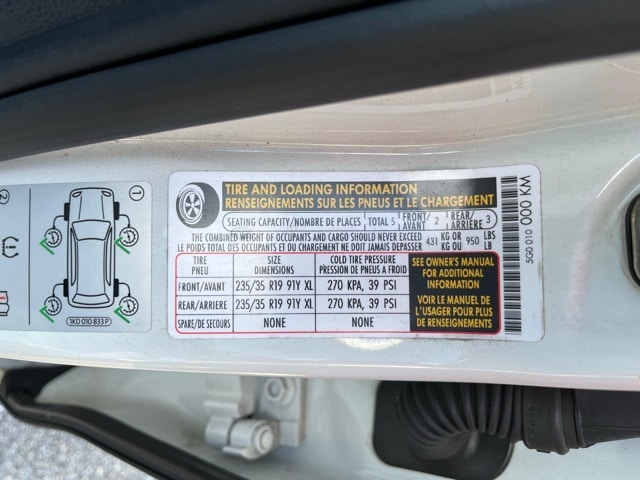 2
1
1K0 010 833 P
TIRE AND LOADING INFORMATION
RENSEIGNEMENTS SUR LES PNEUS ET LE CHARGEMENT
SEATING CAPACITY/NOMBRE DE PLACES TOTAL 5 FRONT/AVANT 2 REAR/ARRIÈRE 3
THE COMBINED WEIGHT OF OCCUPANTS AND CARGO SHOULD NEVER EXCEED 431 KG OR 950 LBS
LE POIDS TOTAL DES OCCUPANTS ET DU CHARGEMENT NE DOIT JAMAIS DEPASSER KG OU LB
TIRE PNEU SIZE DIMENSIONS COLD TIRE PRESSURE PRESSION DE PNEUS A FROID
FRONT/AVANT 235/35 R19 91Y XL 270 KPA, 39 PSI
REAR/ARRIERE 235/35 R19 91Y XL 270 KPA, 39 PSI
SPARE/DE SECOURS NONE NONE
SEE OWNER'S MANUAL
FOR ADDITIONAL
INFORMATION
VOIR LE MANUEL DE
L'USAGER POUR PLUS
DE RENSEIGNEMENTS
5G0 010 000 KM